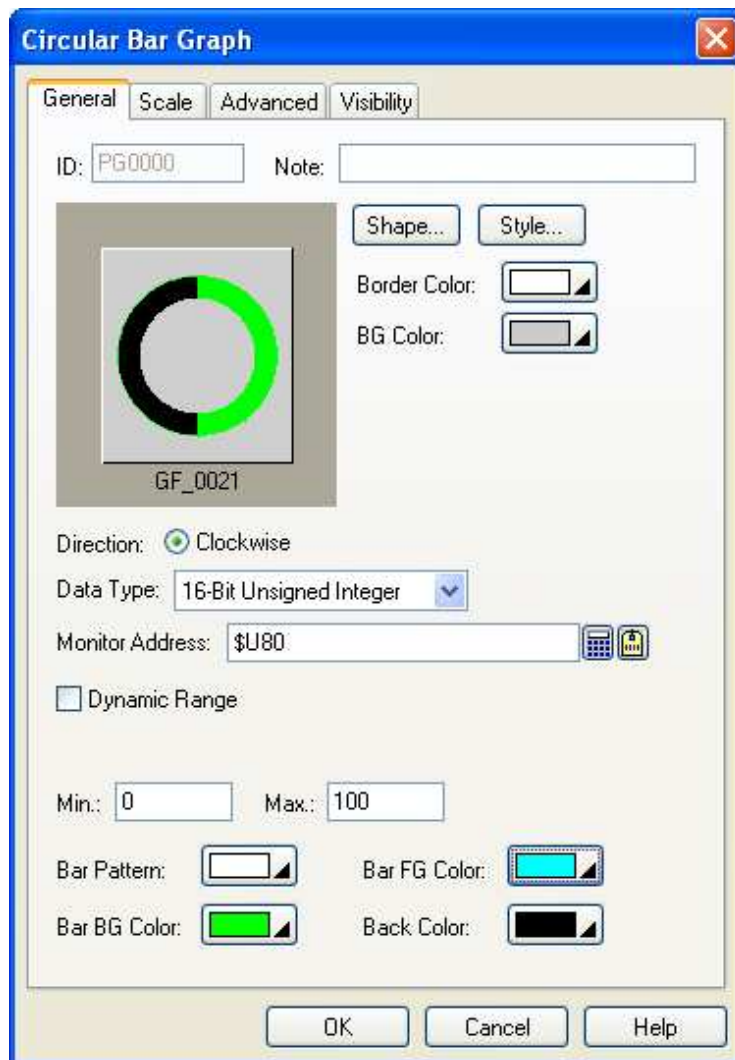 Circular Bar Graph
General Scale Advanced Visibility
ID: PG0000 Note:
Shape... Style...
Border Color:
BG Color:
GF_0021
Direction: Clockwise
Data Type: 16-Bit Unsigned Integer
Monitor Address: $U80
Dynamic Range
Min.: 0 Max.: 100
Bar Pattern: Bar FG Color:
Bar BG Color: Back Color:
OK Cancel Help